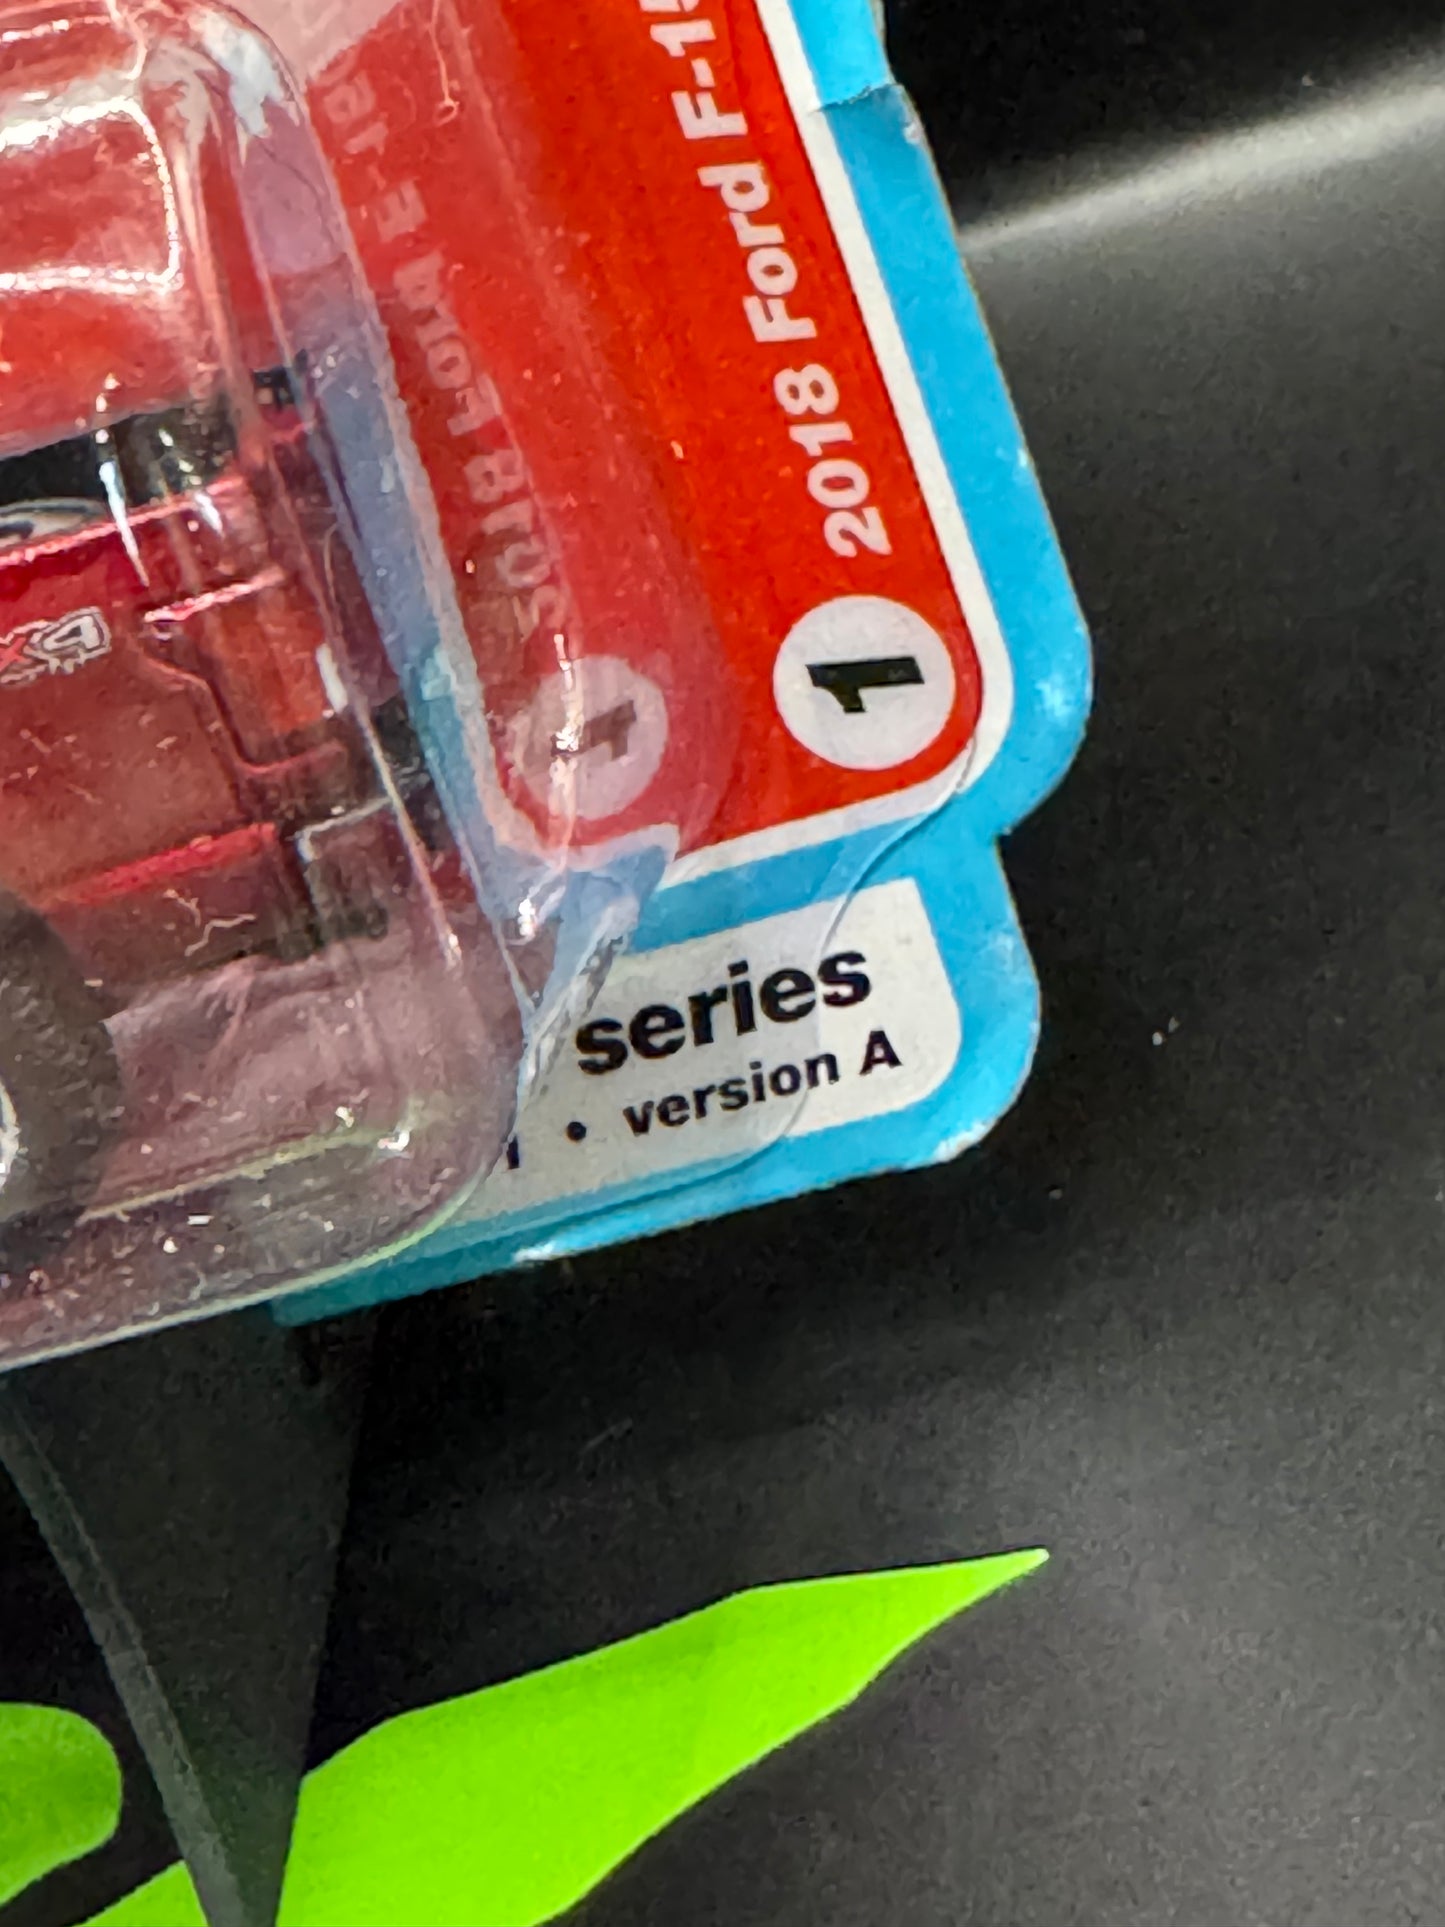 2018 Ford F-15
1
series
• version A